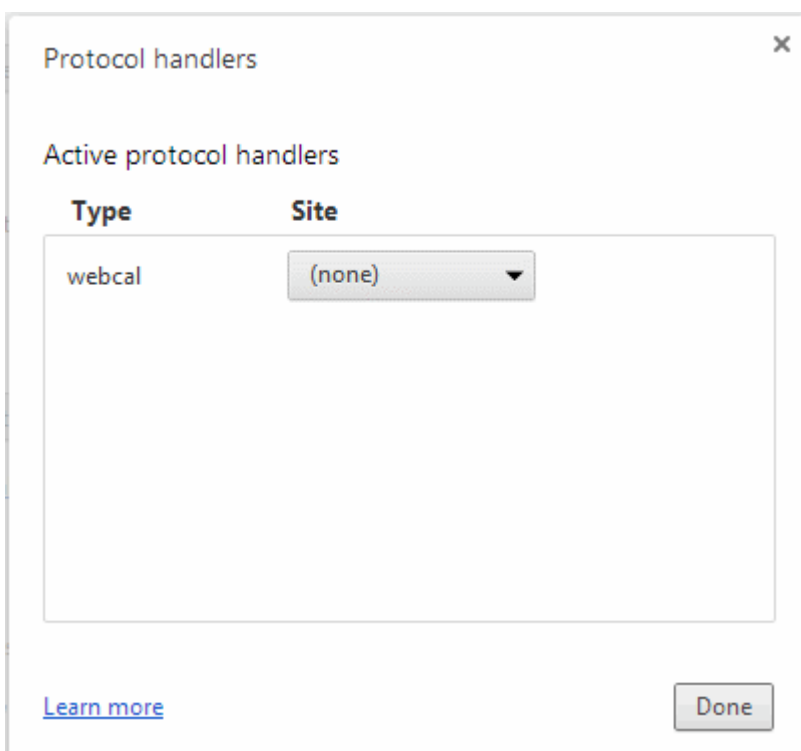 Protocol handlers
Active protocol handlers
Type Site
webcal (none)
Learn more Done